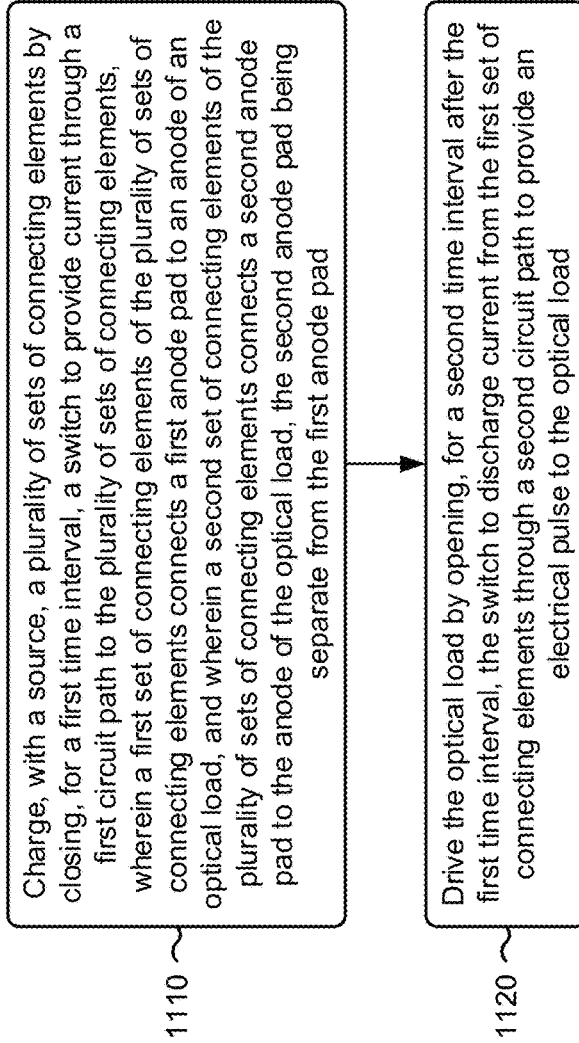 1110
Charge, with a source, a plurality of sets of connecting elements by
closing, for a first time interval, a switch to provide current through a
first circuit path to the plurality of sets of connecting elements,
wherein a first set of connecting elements of the plurality of sets of
connecting elements connects a first anode pad to an anode of an
optical load, and wherein a second set of connecting elements of the
plurality of sets of connecting elements connects a second anode
pad to the anode of the optical load, the second anode pad being
separate from the first anode pad
1120
Drive the optical load by opening, for a second time interval after the
first time interval, the switch to discharge current from the first set of
connecting elements through a second circuit path to provide an
electrical pulse to the optical load